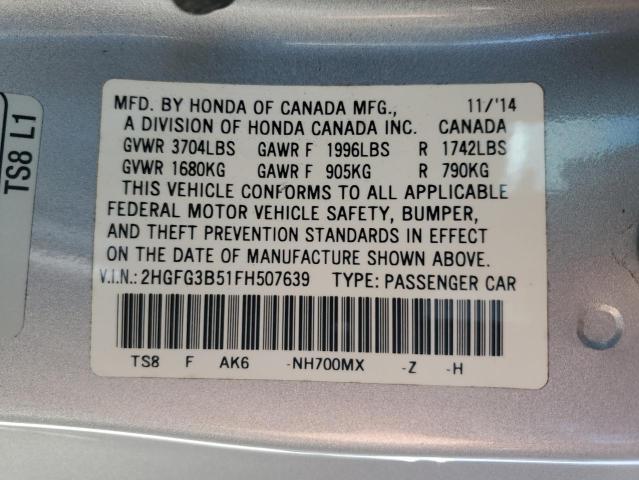 MFD. BY HONDA OF CANADA MFG., 11/'14
A DIVISION OF HONDA CANADA INC. CANADA
GVWR 3704LBS GAWR F 1996LBS R 1742LBS
GVWR 1680KG GAWR F 905KG R 790KG
THIS VEHICLE CONFORMS TO ALL APPLICABLE
FEDERAL MOTOR VEHICLE SAFETY, BUMPER,
AND THEFT PREVENTION STANDARDS IN EFFECT
ON THE DATE OF MANUFACTURE SHOWN ABOVE.
V.I.N.: 2HGFG3B51FH507639 TYPE: PASSENGER CAR
TS8 F AK6 -NH700MX -Z -H
TS8 L1